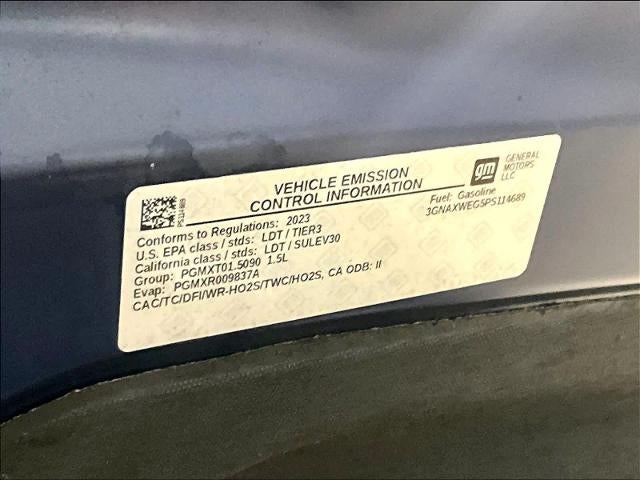 VEHICLE EMISSION
CONTROL INFORMATION
gm
GENERAL
MOTORS
LLC
PS114689
Fuel: Gasoline
3GNAXWEG5PS114689
Conforms to Regulations: 2023
U.S. EPA class / stds: LDT / TIER3
California class / stds: LDT / SULEV30
Group: PGMXT01.5090 1.5L
Evap: PGMXR009837A
CAC/TC/DFI/WR-HO2S/TWC/HO2S, CA ODB: II